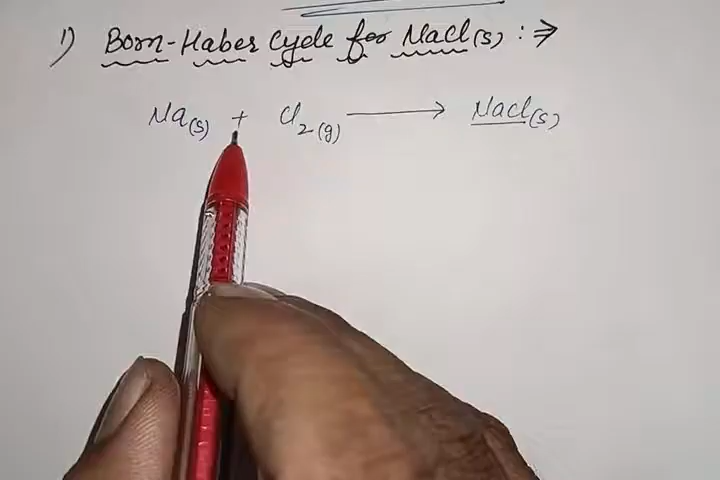 1) Born-Haber Cycle for NaCl(s) : ⇒
Na(s) + Cl2(g) ⟶ NaCl(s)